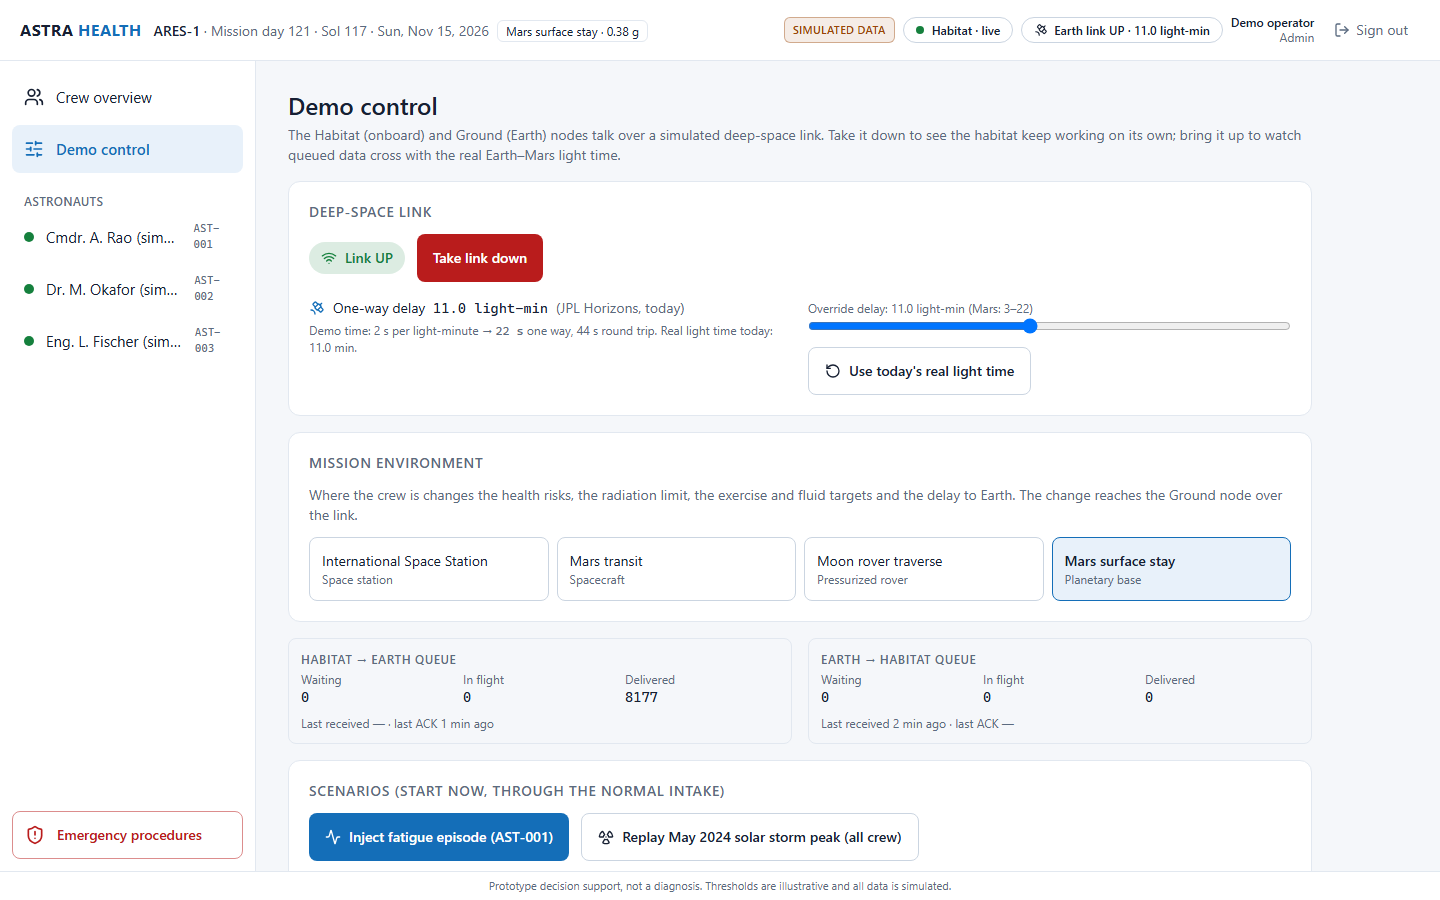 ASTRA HEALTH ARES-1 · Mission day 121 · Sol 117 · Sun, Nov 15, 2026 Mars surface stay · 0.38 g SIMULATED DATA Habitat · live Earth link UP · 11.0 light-min Demo operator Admin Sign out
Crew overview
Demo control
ASTRONAUTS
Cmdr. A. Rao (sim... AST-001
Dr. M. Okafor (sim... AST-002
Eng. L. Fischer (sim... AST-003
Emergency procedures
Demo control
The Habitat (onboard) and Ground (Earth) nodes talk over a simulated deep-space link. Take it down to see the habitat keep working on its own; bring it up to watch
queued data cross with the real Earth–Mars light time.
DEEP-SPACE LINK
Link UP Take link down
One-way delay 11.0 light-min (JPL Horizons, today)
Demo time: 2 s per light-minute → 22 s one way, 44 s round trip. Real light time today:
11.0 min.
Override delay: 11.0 light-min (Mars: 3–22)
Use today's real light time
MISSION ENVIRONMENT
Where the crew is changes the health risks, the radiation limit, the exercise and fluid targets and the delay to Earth. The change reaches the Ground node over
the link.
International Space Station
Space station
Mars transit
Spacecraft
Moon rover traverse
Pressurized rover
Mars surface stay
Planetary base
HABITAT → EARTH QUEUE
Waiting In flight Delivered
0 0 8177
Last received — · last ACK 1 min ago
EARTH → HABITAT QUEUE
Waiting In flight Delivered
0 0 0
Last received 2 min ago · last ACK —
SCENARIOS (START NOW, THROUGH THE NORMAL INTAKE)
Inject fatigue episode (AST-001) Replay May 2024 solar storm peak (all crew)
Prototype decision support, not a diagnosis. Thresholds are illustrative and all data is simulated.